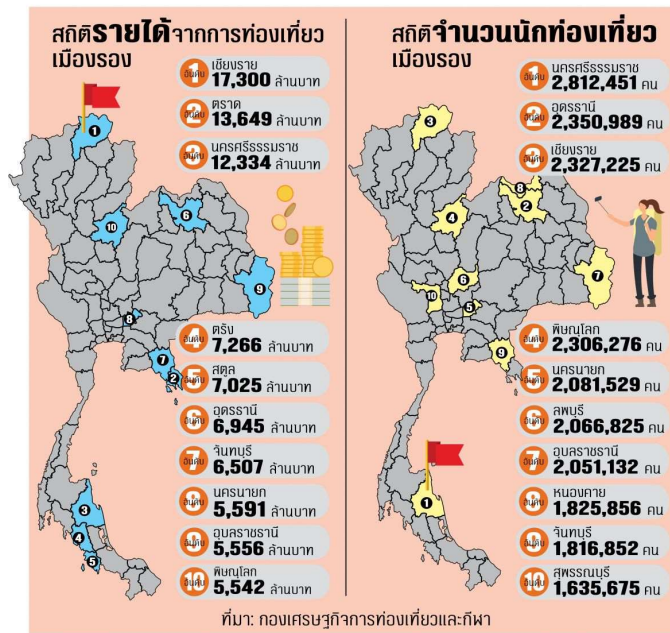 สถิติรายได้จากการท่องเที่ยว
เมืองรอง
อันดับ 1 เชียงราย
17,300 ล้านบาท
อันดับ 2 ตราด
13,649 ล้านบาท
อันดับ 3 นครศรีธรรมราช
12,334 ล้านบาท
1
6
10
9
8
7
2
3
4
5
อันดับ 4 ตรัง
7,266 ล้านบาท
อันดับ 5 สตูล
7,025 ล้านบาท
อันดับ 6 อุดรธานี
6,945 ล้านบาท
อันดับ 7 จันทบุรี
6,507 ล้านบาท
อันดับ 8 นครนายก
5,591 ล้านบาท
อันดับ 9 อุบลราชธานี
5,556 ล้านบาท
อันดับ 10 พิษณุโลก
5,542 ล้านบาท
สถิติจำนวนนักท่องเที่ยว
เมืองรอง
อันดับ 1 นครศรีธรรมราช
2,812,451 คน
อันดับ 2 อุดรธานี
2,350,989 คน
อันดับ 3 เชียงราย
2,327,225 คน
3
8
2
4
7
6
10
5
9
1
อันดับ 4 พิษณุโลก
2,306,276 คน
อันดับ 5 นครนายก
2,081,529 คน
อันดับ 6 ลพบุรี
2,066,825 คน
อันดับ 7 อุบลราชธานี
2,051,132 คน
อันดับ 8 หนองคาย
1,825,856 คน
อันดับ 9 จันทบุรี
1,816,852 คน
อันดับ 10 สุพรรณบุรี
1,635,675 คน
ที่มา: กองเศรษฐกิจการท่องเที่ยวและกีฬา